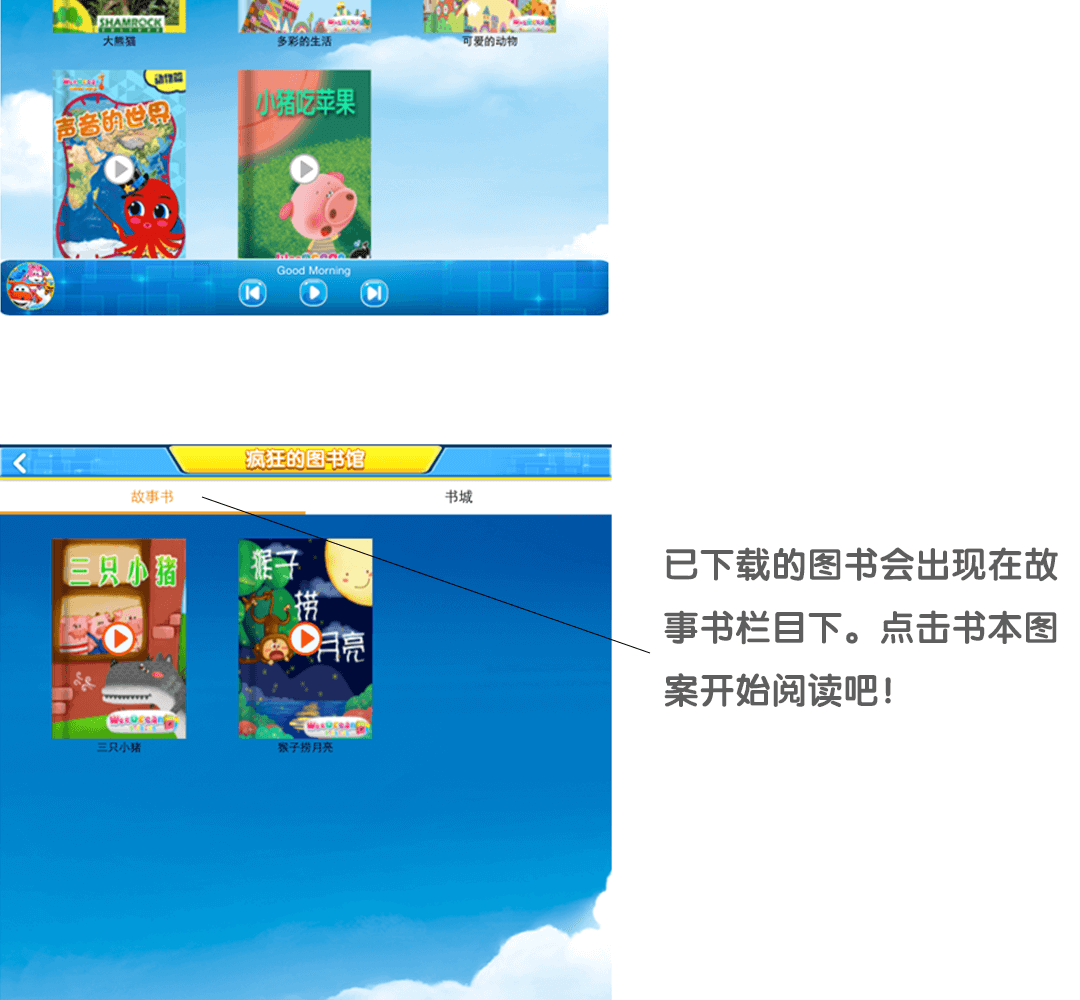 SHAMROCK
大熊猫
多彩的生活
可爱的动物
WeeOcean
动物篇
声音的世界
小猪吃苹果
WeeOcean
Good Morning
疯狂的图书馆
故事书
书城
三只小猪
猴子
捞
月亮
WeeOcean
WeeOcean
三只小猪
猴子捞月亮
已下载的图书会出现在故
事书栏目下。点击书本图
案开始阅读吧!